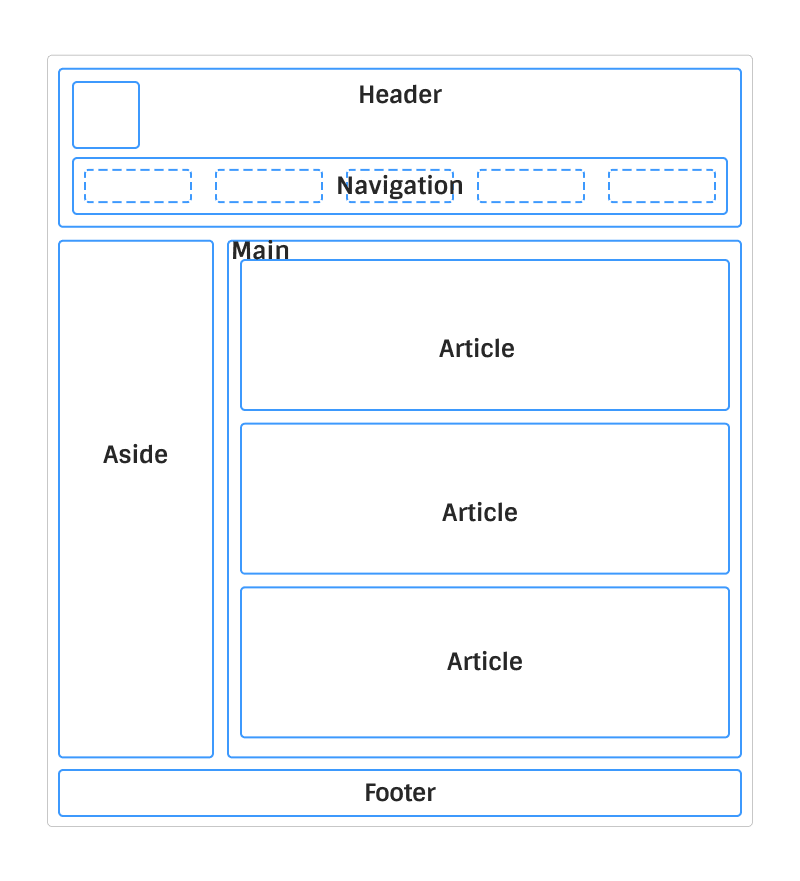 Header
Navigation
Main
Aside
Article
Article
Article
Footer